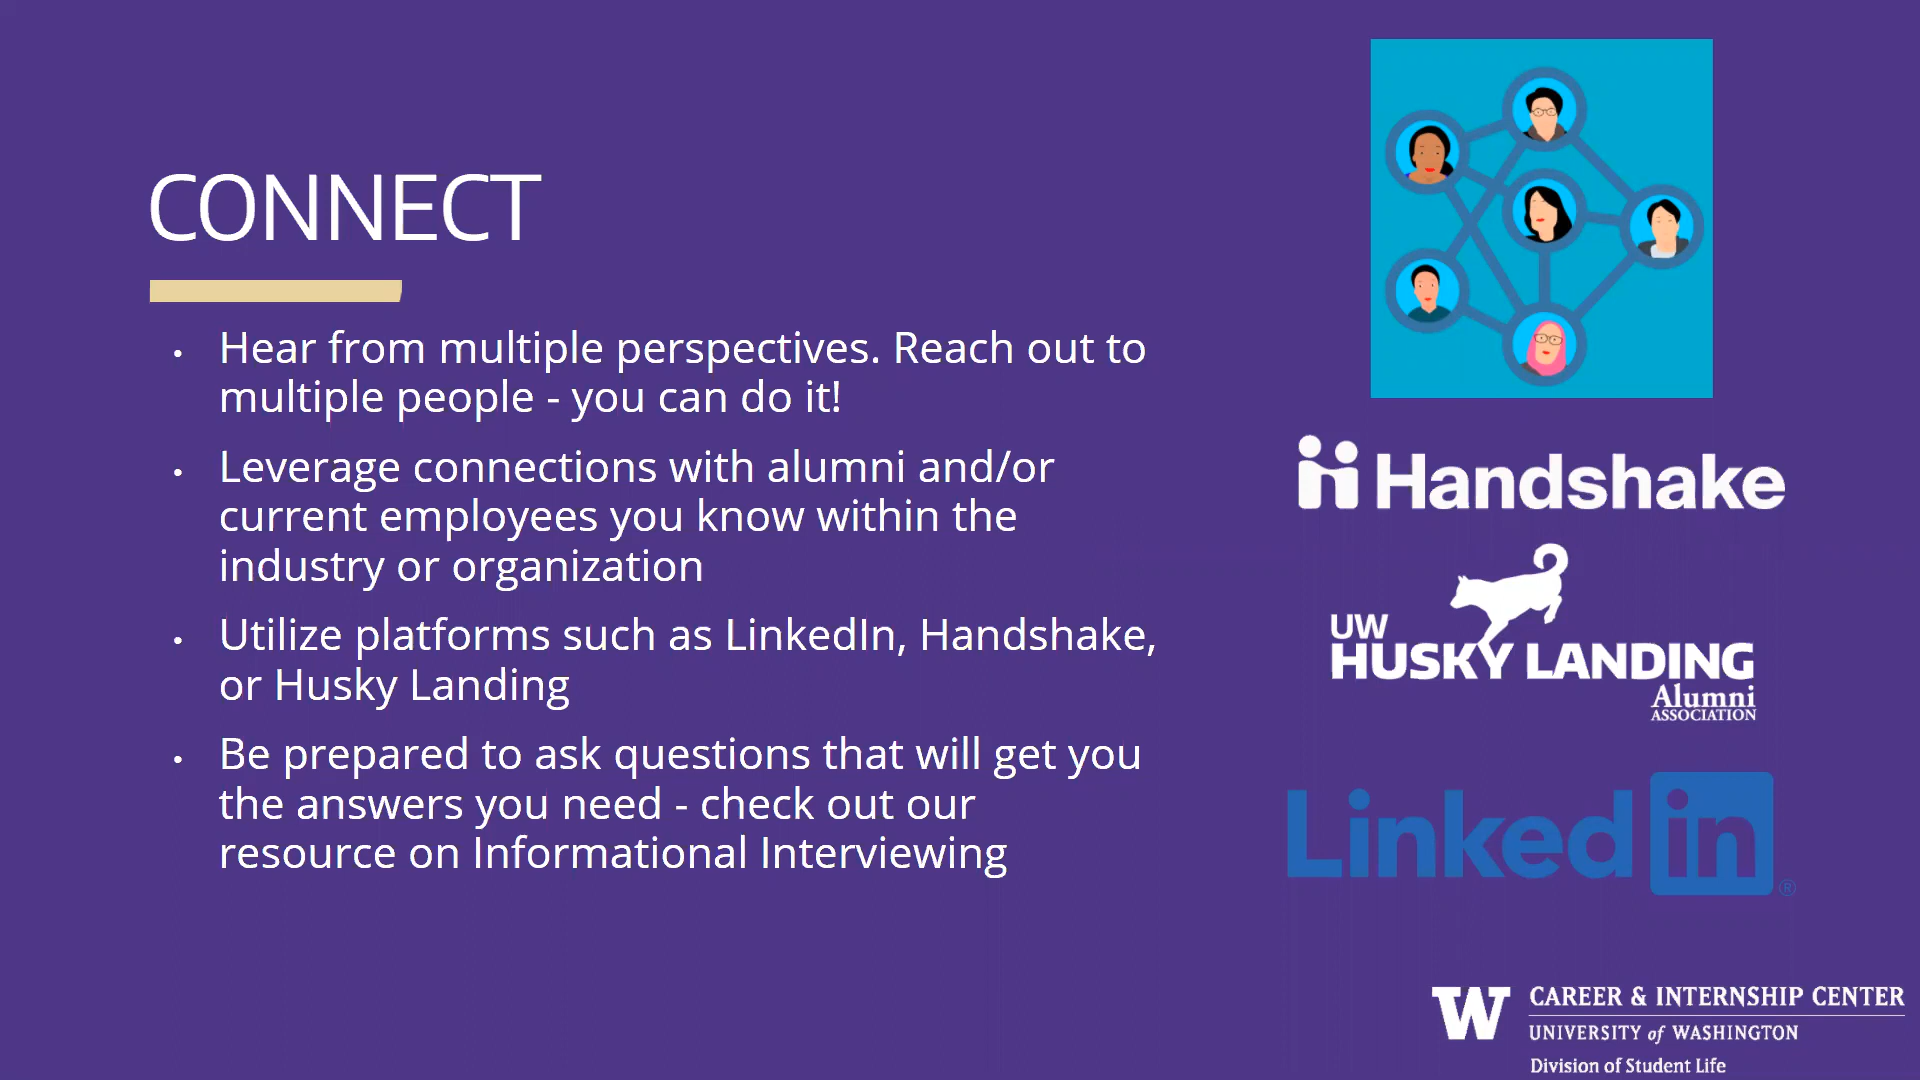 CONNECT
• Hear from multiple perspectives. Reach out to
multiple people - you can do it!
• Leverage connections with alumni and/or
current employees you know within the
industry or organization
• Utilize platforms such as LinkedIn, Handshake,
or Husky Landing
• Be prepared to ask questions that will get you
the answers you need - check out our
resource on Informational Interviewing
Handshake
UW
HUSKY LANDING
Alumni
ASSOCIATION
Linked in ®
W CAREER & INTERNSHIP CENTER
UNIVERSITY of WASHINGTON
Division of Student Life